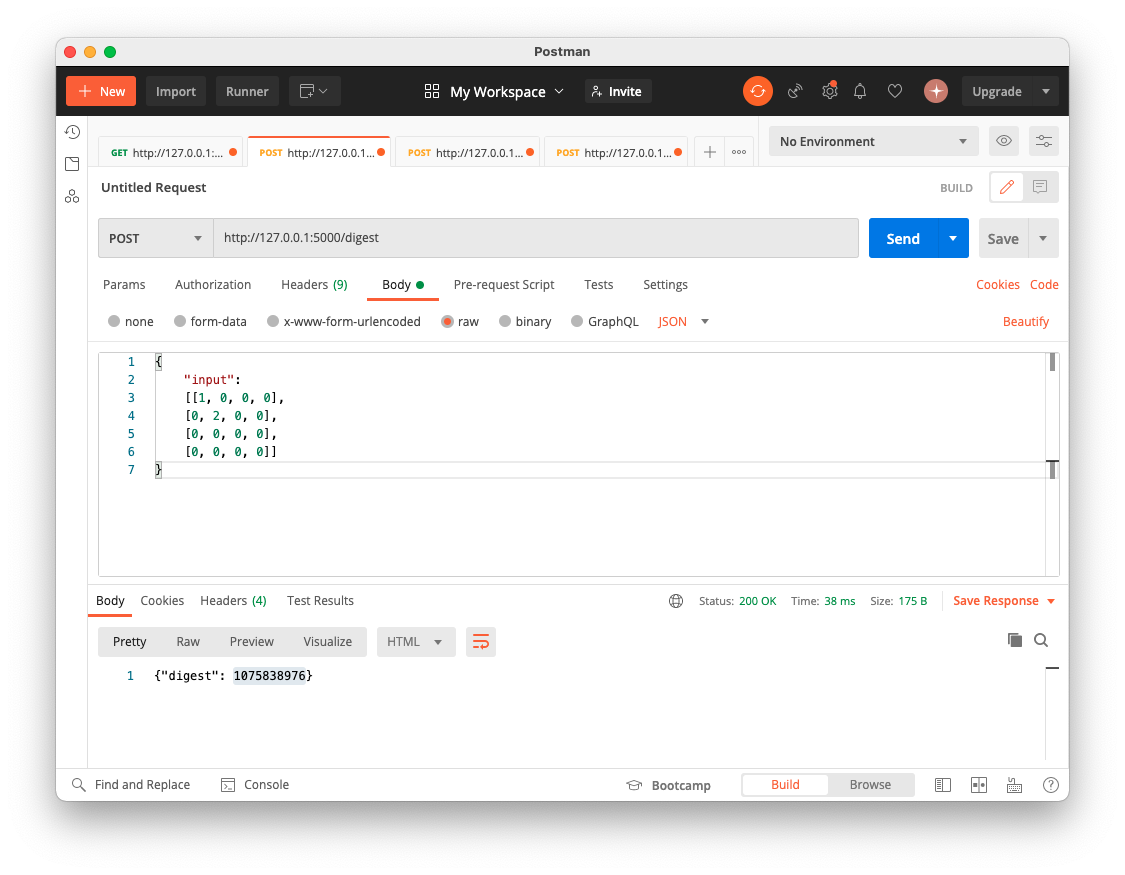 Postman
New Import Runner My Workspace Invite Upgrade
GET http://127.0.0.1:... POST http://127.0.0.1... POST http://127.0.0.1... POST http://127.0.0.1... No Environment
Untitled Request BUILD
POST http://127.0.0.1:5000/digest Send Save
Params Authorization Headers (9) Body Pre-request Script Tests Settings Cookies Code
none form-data x-www-form-urlencoded raw binary GraphQL JSON Beautify
1 {
2 "input":
3 [[1, 0, 0, 0],
4 [0, 2, 0, 0],
5 [0, 0, 0, 0],
6 [0, 0, 0, 0]]
7 }
Body Cookies Headers (4) Test Results Status: 200 OK Time: 38 ms Size: 175 B Save Response
Pretty Raw Preview Visualize HTML
1 {"digest": 1075838976}
Find and Replace Console Bootcamp Build Browse